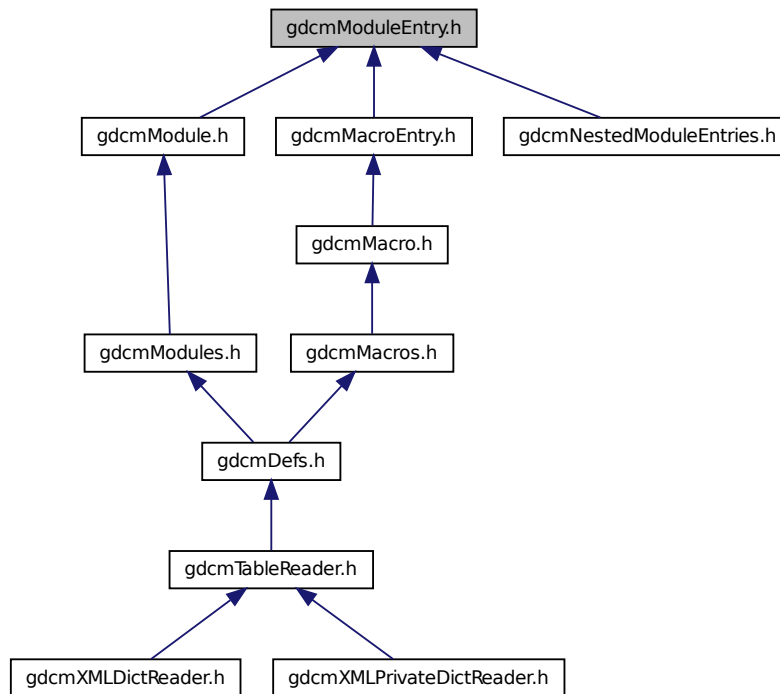 gdcmModuleEntry.h
gdcmModule.h
gdcmMacroEntry.h
gdcmNestedModuleEntries.h
gdcmMacro.h
gdcmModules.h
gdcmMacros.h
gdcmDefs.h
gdcmTableReader.h
gdcmXMLDictReader.h
gdcmXMLPrivateDictReader.h